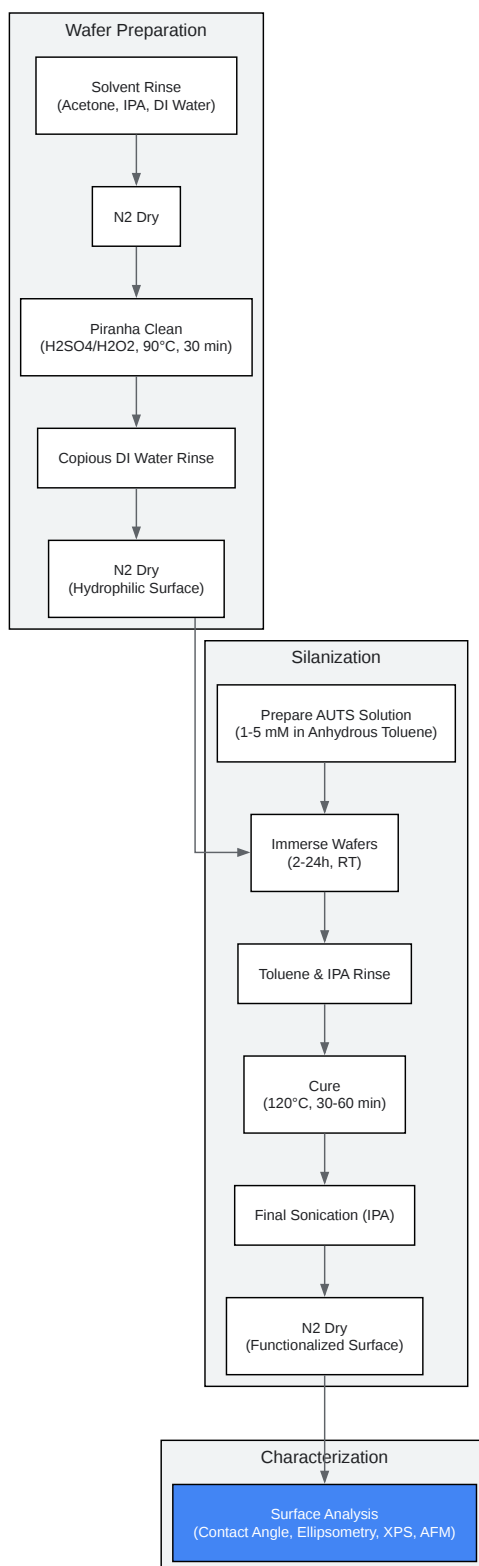 Wafer Preparation
Solvent Rinse
(Acetone, IPA, DI Water)
N2 Dry
Piranha Clean
(H2SO4/H2O2, 90°C, 30 min)
Copious DI Water Rinse
N2 Dry
(Hydrophilic Surface)
Silanization
Prepare AUTS Solution
(1-5 mM in Anhydrous Toluene)
Immerse Wafers
(2-24h, RT)
Toluene & IPA Rinse
Cure
(120°C, 30-60 min)
Final Sonication (IPA)
N2 Dry
(Functionalized Surface)
Characterization
Surface Analysis
(Contact Angle, Ellipsometry, XPS, AFM)